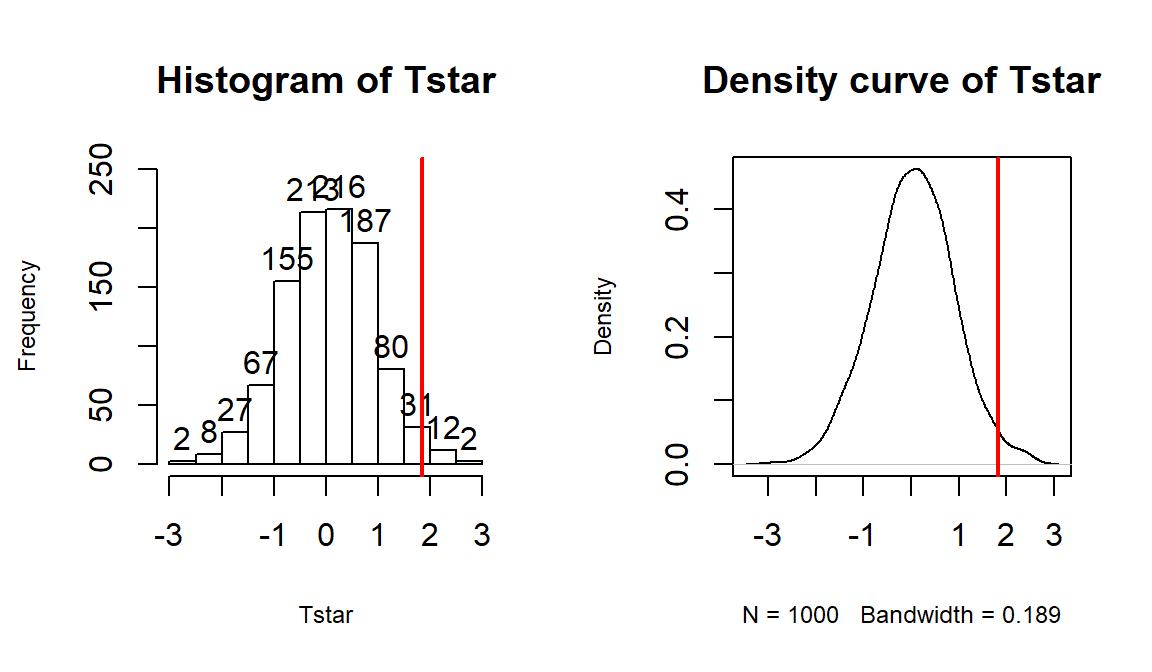 Histogram of Tstar
Frequency
250
150
50
0
2 8 27 67 155 213 216 187 80 31 12 2
-3 -1 0 1 2 3
Tstar
Density curve of Tstar
Density
0.4
0.2
0.0
-3 -1 1 2 3
N = 1000 Bandwidth = 0.189